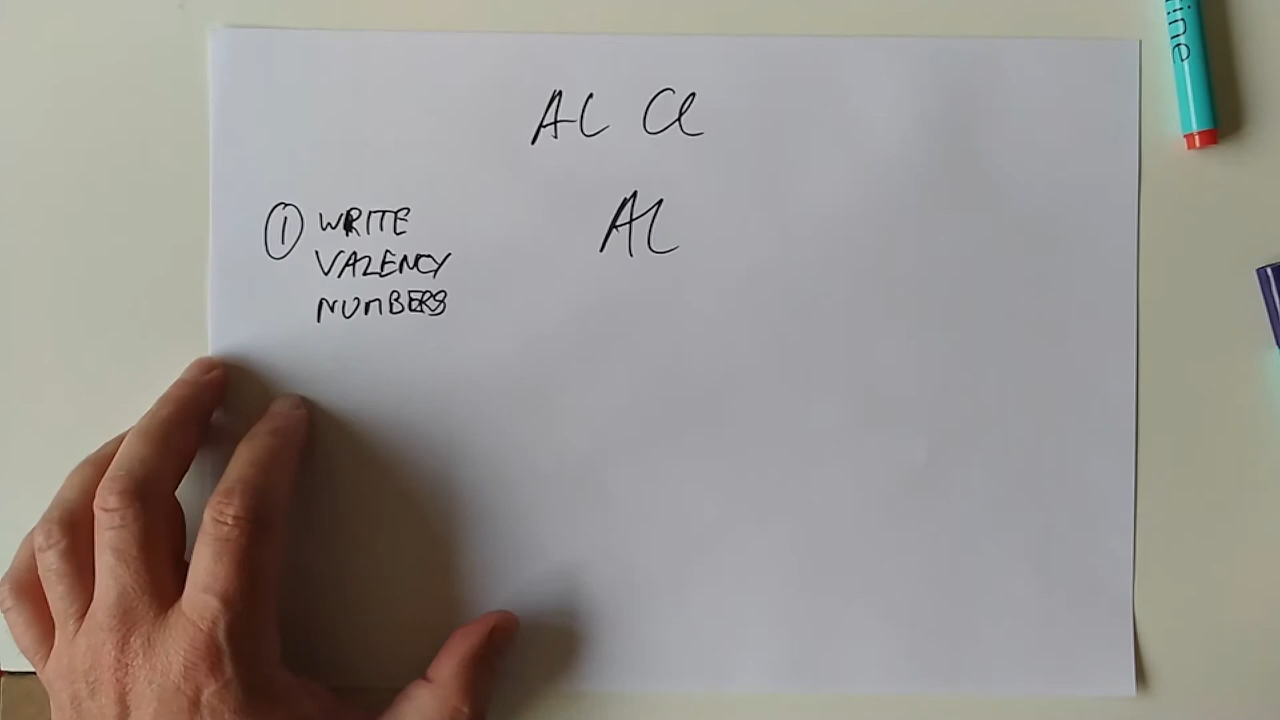 Al Cl
① WRITE
VALENCY
NUMBERS
Al
ine